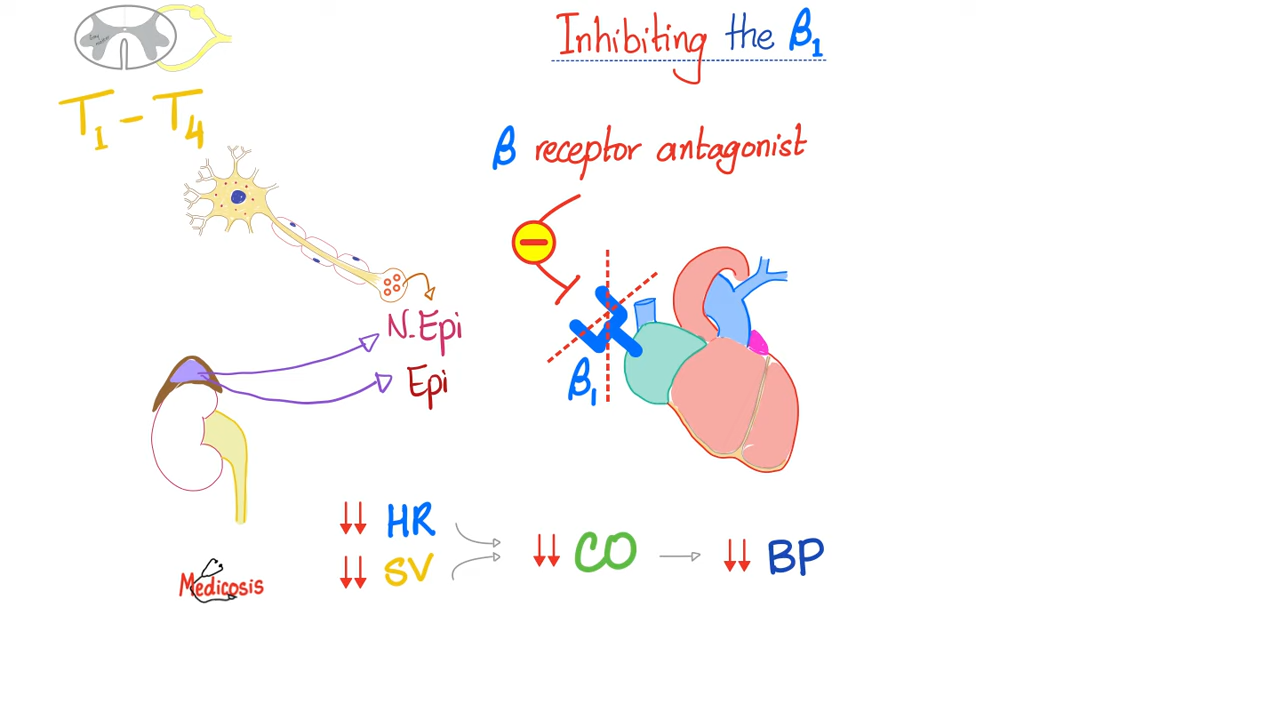 Inhibiting the β1
T1 - T4
β receptor antagonist
N.Epi
Epi
β1
HR
SV
CO
BP
Medicosis